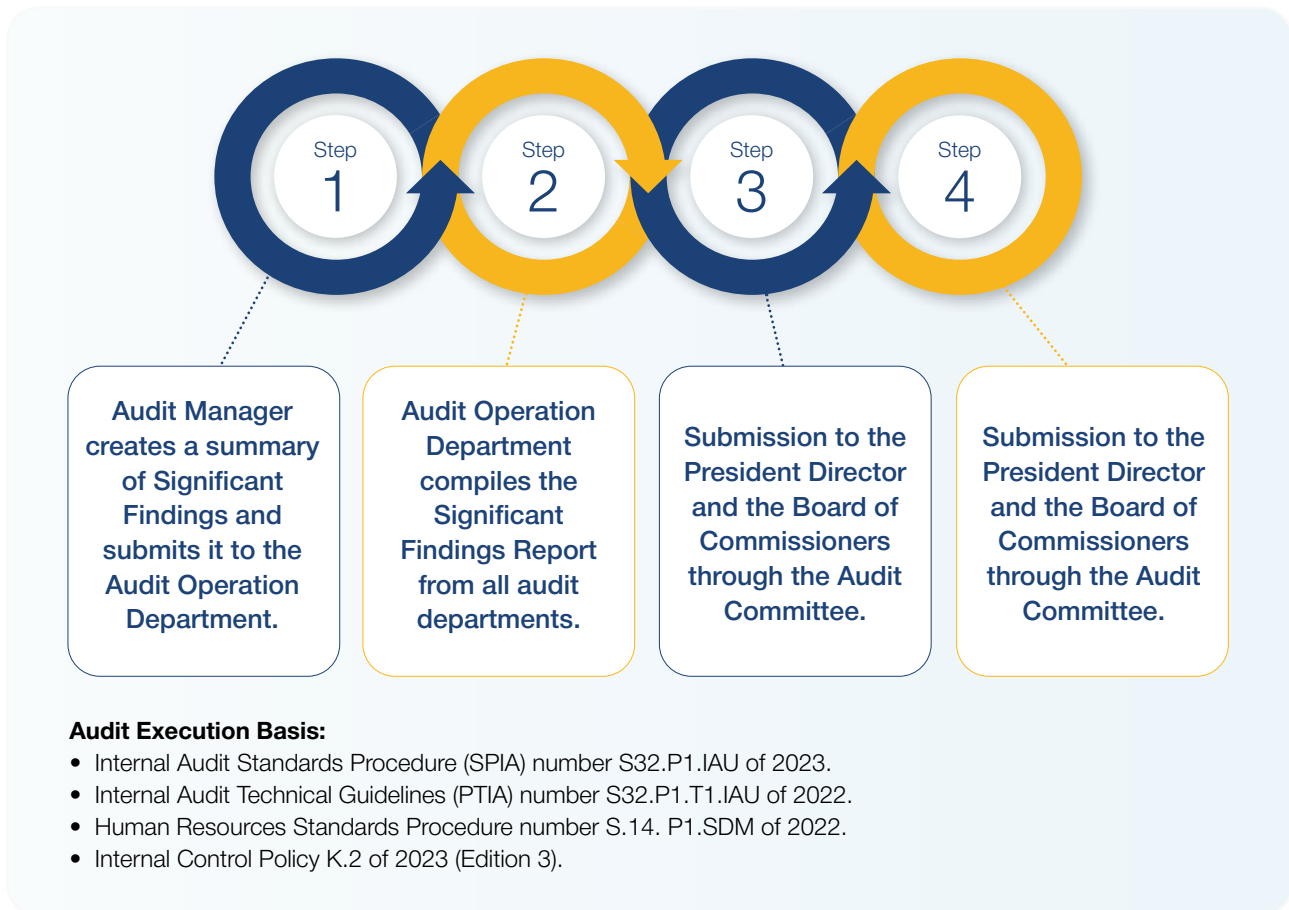 Step
1
Step
2
Step
3
Step
4
Audit Manager
creates a summary
of Significant
Findings and
submits it to the
Audit Operation
Department.
Audit Operation
Department
compiles the
Significant
Findings Report
from all audit
departments.
Submission to the
President Director
and the Board of
Commissioners
through the Audit
Committee.
Submission to the
President Director
and the Board of
Commissioners
through the Audit
Committee.
Audit Execution Basis:
• Internal Audit Standards Procedure (SPIA) number S32.P1.IAU of 2023.
• Internal Audit Technical Guidelines (PTIA) number S32.P1.T1.IAU of 2022.
• Human Resources Standards Procedure number S.14. P1.SDM of 2022.
• Internal Control Policy K.2 of 2023 (Edition 3).